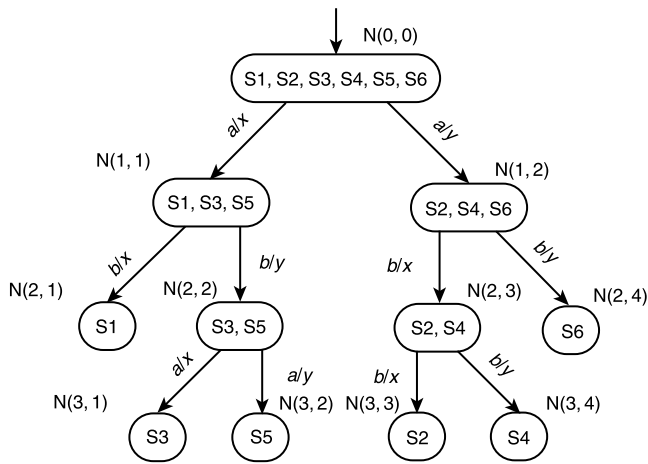 N(0, 0)
S1, S2, S3, S4, S5, S6
a/x
a/y
N(1, 1)
N(1, 2)
S1, S3, S5
S2, S4, S6
b/x
b/y
b/x
b/y
N(2, 1)
N(2, 2)
N(2, 3)
N(2, 4)
S1
S3, S5
S2, S4
S6
a/x
a/y
b/x
b/y
N(3, 1)
N(3, 2)
N(3, 3)
N(3, 4)
S3
S5
S2
S4